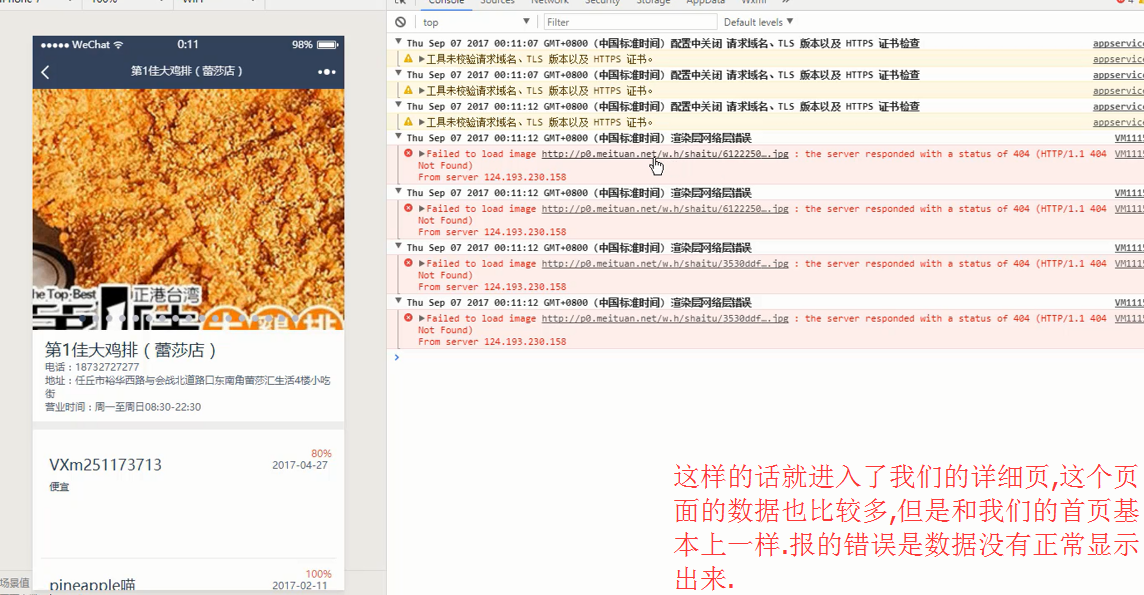 100%
WiFi
Console Sources Network Security Storage AppData Wxml
4
top
Filter
Default levels
●●●●● WeChat
0:11
98%
第1佳大鸡排（蕾莎店）
正港台湾
第1佳大鸡排（蕾莎店）
电话：18732727277
地址：任丘市裕华西路与会战北道路口东南角蕾莎汇生活4楼小吃
街
营业时间：周一至周日08:30-22:30
80%
VXm251173713
2017-04-27
便宜
100%
pineapple喵
2017-02-11
场景值
Thu Sep 07 2017 00:11:07 GMT+0800 (中国标准时间) 配置中关闭 请求域名、TLS 版本以及 HTTPS 证书检查
appservice
工具未校验请求域名、TLS 版本以及 HTTPS 证书。
appservice
Thu Sep 07 2017 00:11:07 GMT+0800 (中国标准时间) 配置中关闭 请求域名、TLS 版本以及 HTTPS 证书检查
appservice
工具未校验请求域名、TLS 版本以及 HTTPS 证书。
appservice
Thu Sep 07 2017 00:11:12 GMT+0800 (中国标准时间) 配置中关闭 请求域名、TLS 版本以及 HTTPS 证书检查
appservice
工具未校验请求域名、TLS 版本以及 HTTPS 证书。
appservice
Thu Sep 07 2017 00:11:12 GMT+0800 (中国标准时间) 渲染层网络层错误
VM111
Failed to load image http://p0.meituan.net/w.h/shaitu/6122250….jpg : the server responded with a status of 404 (HTTP/1.1 404
VM111
Not Found)
From server 124.193.230.158
Thu Sep 07 2017 00:11:12 GMT+0800 (中国标准时间) 渲染层网络层错误
VM111
Failed to load image http://p0.meituan.net/w.h/shaitu/6122250….jpg : the server responded with a status of 404 (HTTP/1.1 404
VM111
Not Found)
From server 124.193.230.158
Thu Sep 07 2017 00:11:12 GMT+0800 (中国标准时间) 渲染层网络层错误
VM111
Failed to load image http://p0.meituan.net/w.h/shaitu/3530ddf….jpg : the server responded with a status of 404 (HTTP/1.1 404
VM111
Not Found)
From server 124.193.230.158
Thu Sep 07 2017 00:11:12 GMT+0800 (中国标准时间) 渲染层网络层错误
VM111
Failed to load image http://p0.meituan.net/w.h/shaitu/3530ddf….jpg : the server responded with a status of 404 (HTTP/1.1 404
VM111
Not Found)
From server 124.193.230.158
这样的话就进入了我们的详细页,这个页
面的数据也比较多,但是和我们的首页基
本上一样.报的错误是数据没有正常显示
出来.